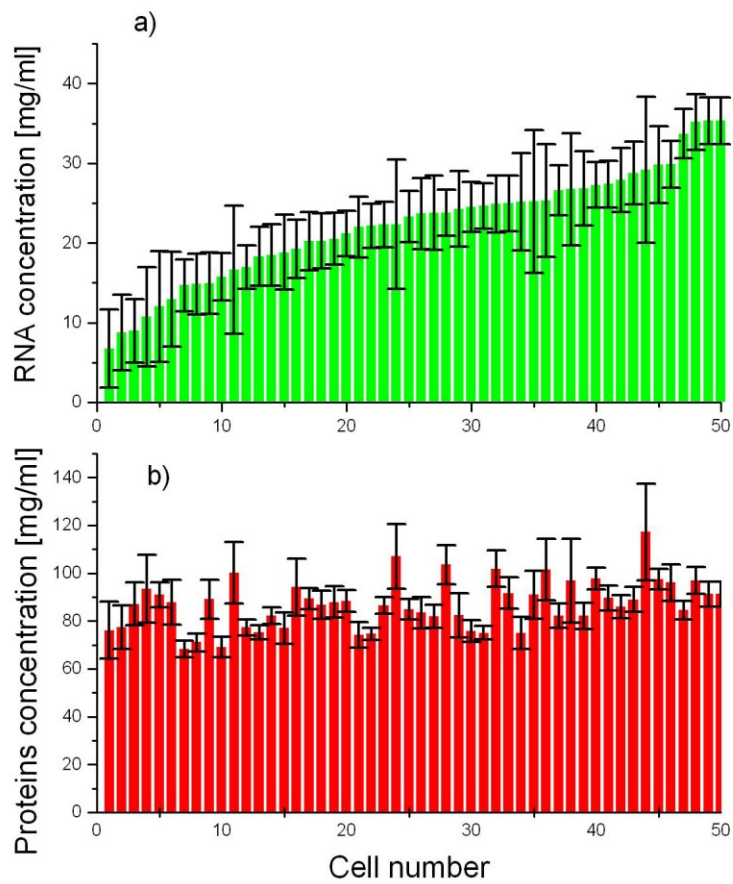 a)
RNA concentration [mg/ml]
40
30
20
10
0
0 10 20 30 40 50
b)
Proteins concentration [mg/ml]
140
120
100
80
60
40
20
0
0 10 20 30 40 50
Cell number